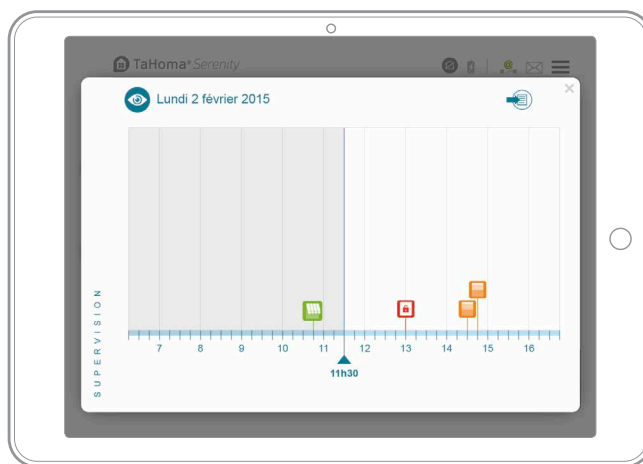 TaHoma® Serenity
Lundi 2 février 2015
SUPERVISION
7 8 9 10 11 12 13 14 15 16
11h30